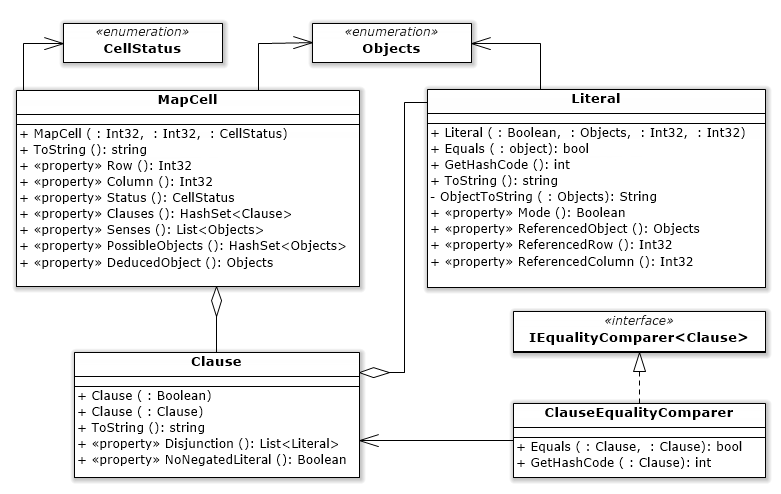 «enumeration»
CellStatus
«enumeration»
Objects
MapCell
+ MapCell ( : Int32, : Int32, : CellStatus)
+ ToString (): string
+ «property» Row (): Int32
+ «property» Column (): Int32
+ «property» Status (): CellStatus
+ «property» Clauses (): HashSet<Clause>
+ «property» Senses (): List<Objects>
+ «property» PossibleObjects (): HashSet<Objects>
+ «property» DeducedObject (): Objects
Literal
+ Literal ( : Boolean, : Objects, : Int32, : Int32)
+ Equals ( : object): bool
+ GetHashCode (): int
+ ToString (): string
- ObjectToString ( : Objects): String
+ «property» Mode (): Boolean
+ «property» ReferencedObject (): Objects
+ «property» ReferencedRow (): Int32
+ «property» ReferencedColumn (): Int32
«interface»
IEqualityComparer<Clause>
Clause
+ Clause ( : Boolean)
+ Clause ( : Clause)
+ ToString (): string
+ «property» Disjunction (): List<Literal>
+ «property» NoNegatedLiteral (): Boolean
ClauseEqualityComparer
+ Equals ( : Clause, : Clause): bool
+ GetHashCode ( : Clause): int